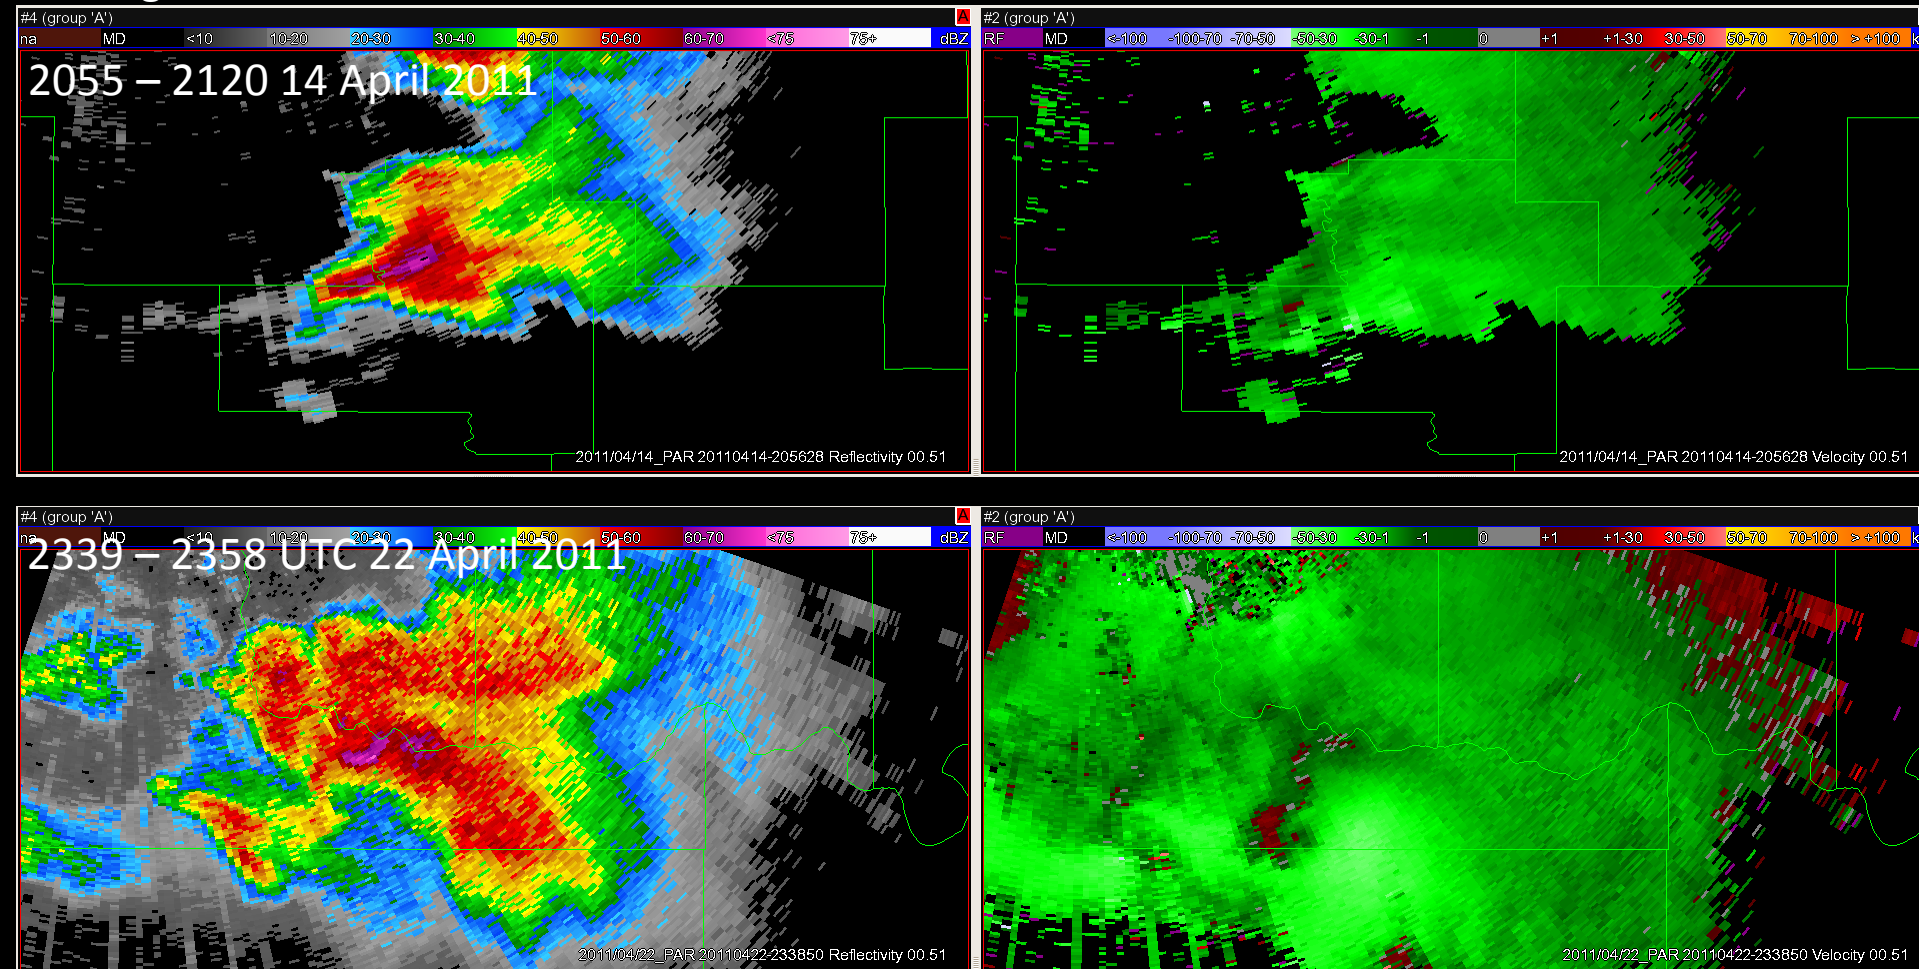 #4 (group 'A') A
na MD <10 10-20 20-30 30-40 40-50 50-60 60-70 <75 75+ dBZ
2055 – 2120 14 April 2011
2011/04/14_PAR 20110414-205628 Reflectivity 00.51
#2 (group 'A')
RF MD <-100 -100-70 -70-50 -50-30 -30-1 -1 0 +1 +1-30 30-50 50-70 70-100 > +100 k
2011/04/14_PAR 20110414-205628 Velocity 00.51
#4 (group 'A') A
na MD <10 10-20 20-30 30-40 40-50 50-60 60-70 <75 75+ dBZ
2339 – 2358 UTC 22 April 2011
2011/04/22_PAR 20110422-233850 Reflectivity 00.51
#2 (group 'A')
RF MD <-100 -100-70 -70-50 -50-30 -30-1 -1 0 +1 +1-30 30-50 50-70 70-100 > +100 k
2011/04/22_PAR 20110422-233850 Velocity 00.51